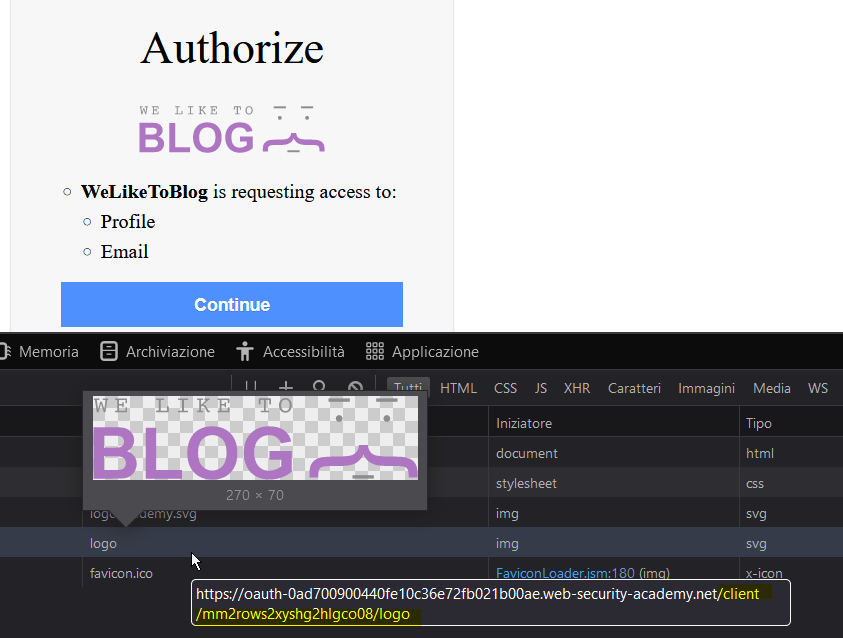 Authorize
WE LIKE TO
BLOG
WeLikeToBlog is requesting access to:
Profile
Email
Continue
Memoria Archiviazione Accessibilità Applicazione
Tutti HTML CSS JS XHR Caratteri Immagini Media WS
WE LIKE TO
BLOG
270 × 70
Iniziatore Tipo
document html
stylesheet css
img svg
logo img svg
favicon.ico FaviconLoader.jsm:180 (img) x-icon
https://oauth-0ad700900440fe10c36e72fb021b00ae.web-security-academy.net/client
/mm2rows2xyshg2hlgco08/logo